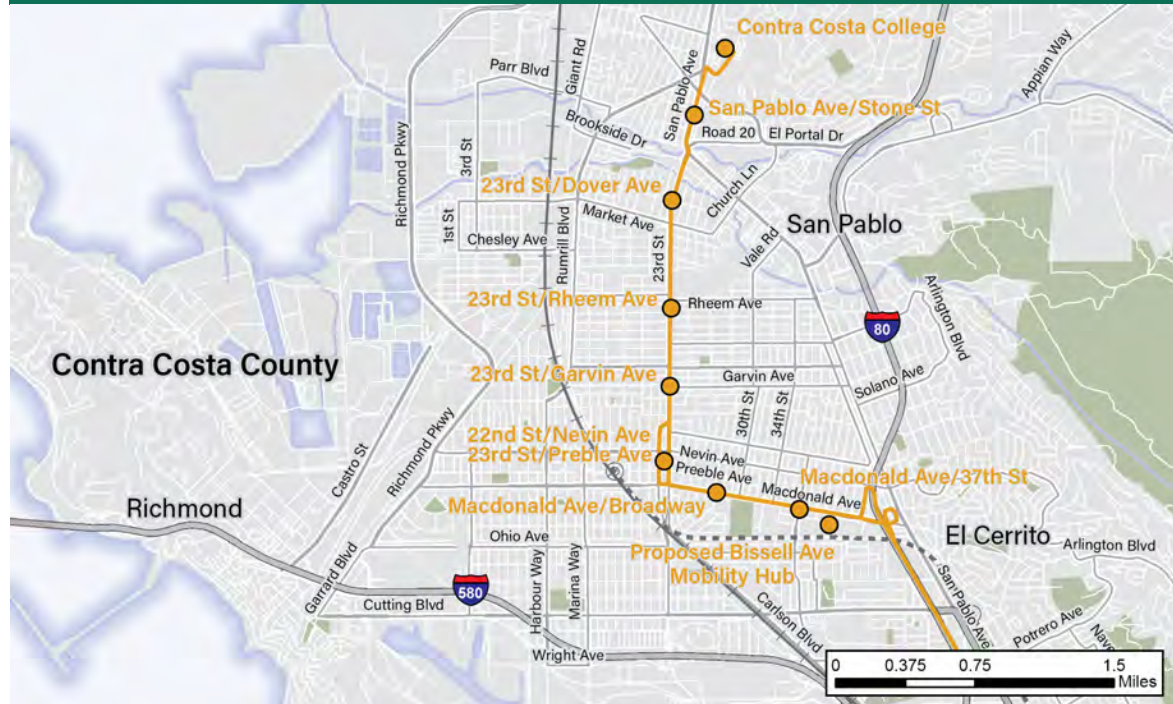 Contra Costa College
San Pablo Ave
Giant Rd
Parr Blvd
Appian Way
San Pablo Ave/Stone St
Brookside Dr
Road 20
El Portal Dr
3rd St
Richmond Pkwy
23rd St/Dover Ave
Church Ln
Market Ave
1st St
Chesley Ave
Rumrill Blvd
23rd St
San Pablo
Vale Rd
23rd St/Rheem Ave
Rheem Ave
Arlington Blvd
80
Contra Costa County
23rd St/Garvin Ave
Garvin Ave
Solano Ave
30th St
34th St
Richmond Pkwy
Castro St
22nd St/Nevin Ave
23rd St/Preble Ave
Nevin Ave
Preeble Ave
Macdonald Ave/37th St
Macdonald Ave
Macdonald Ave/Broadway
Richmond
Ohio Ave
El Cerrito
Arlington Blvd
Proposed Bissell Ave
Mobility Hub
Garrard Blvd
580
Cutting Blvd
Harbour Way
Marina Way
Carlson Blvd
San Pablo Ave
Potrero Ave
Wright Ave
0 0.375 0.75 1.5
Miles